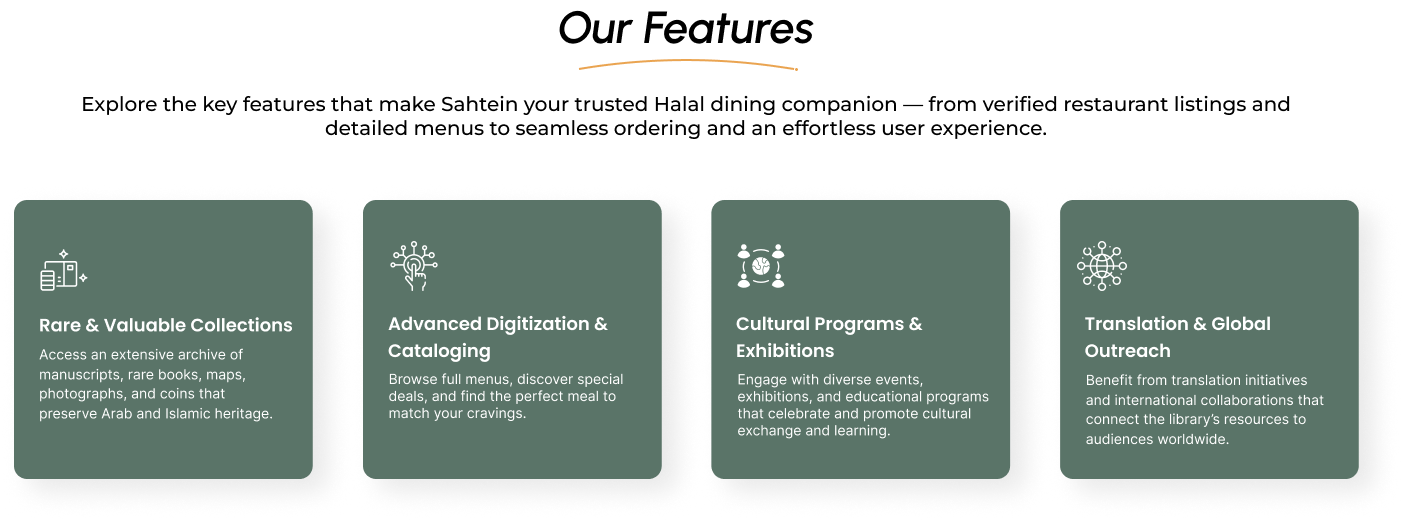 Our Features
Explore the key features that make Sahtein your trusted Halal dining companion — from verified restaurant listings and
detailed menus to seamless ordering and an effortless user experience.
Rare & Valuable Collections
Access an extensive archive of
manuscripts, rare books, maps,
photographs, and coins that
preserve Arab and Islamic heritage.
Advanced Digitization &
Cataloging
Browse full menus, discover special
deals, and find the perfect meal to
match your cravings.
Cultural Programs &
Exhibitions
Engage with diverse events,
exhibitions, and educational programs
that celebrate and promote cultural
exchange and learning.
Translation & Global
Outreach
Benefit from translation initiatives
and international collaborations that
connect the library’s resources to
audiences worldwide.